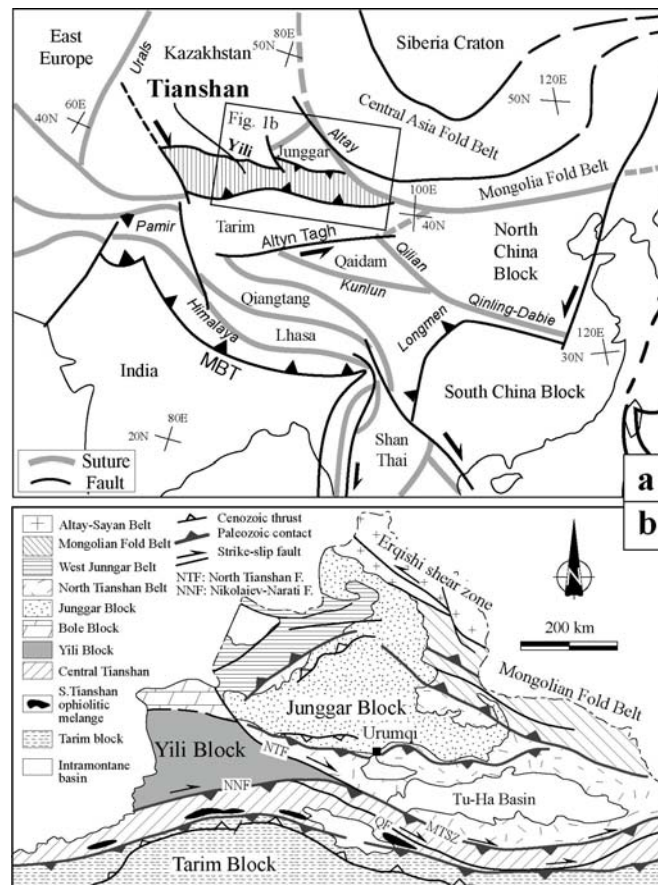 East
Europe
Urals
Kazakhstan
80E
50N
Siberia Craton
60E
40N
Tianshan
Fig. 1b
Yili
Junggar
Altay
Central Asia Fold Belt
120E
50N
Mongolia Fold Belt
100E
40N
North
China
Block
Pamir
Tarim
Altyn Tagh
Qilian
Qaidam
Kunlun
Qiangtang
Qinling-Dabie
Himalaya
Lhasa
Longmen
120E
30N
India
MBT
South China Block
80E
20N
Shan
Thai
Suture
Fault
a
b
Altay-Sayan Belt
Mongolian Fold Belt
West Junngar Belt
North Tianshan Belt
Junggar Block
Bole Block
Yili Block
Central Tianshan
S.Tianshan
ophiolitic
melange
Tarim block
Intramontane
basin
Cenozoic thrust
Paleozoic contact
Strike-slip fault
NTF: North Tianshan F.
NNF: Nikolaiev-Narati F.
Erqishi shear zone
N
200 km
Mongolian Fold Belt
Junggar Block
Urumqi
Yili Block
NTF
NNF
Tu-Ha Basin
QF
MTSZ
Tarim Block